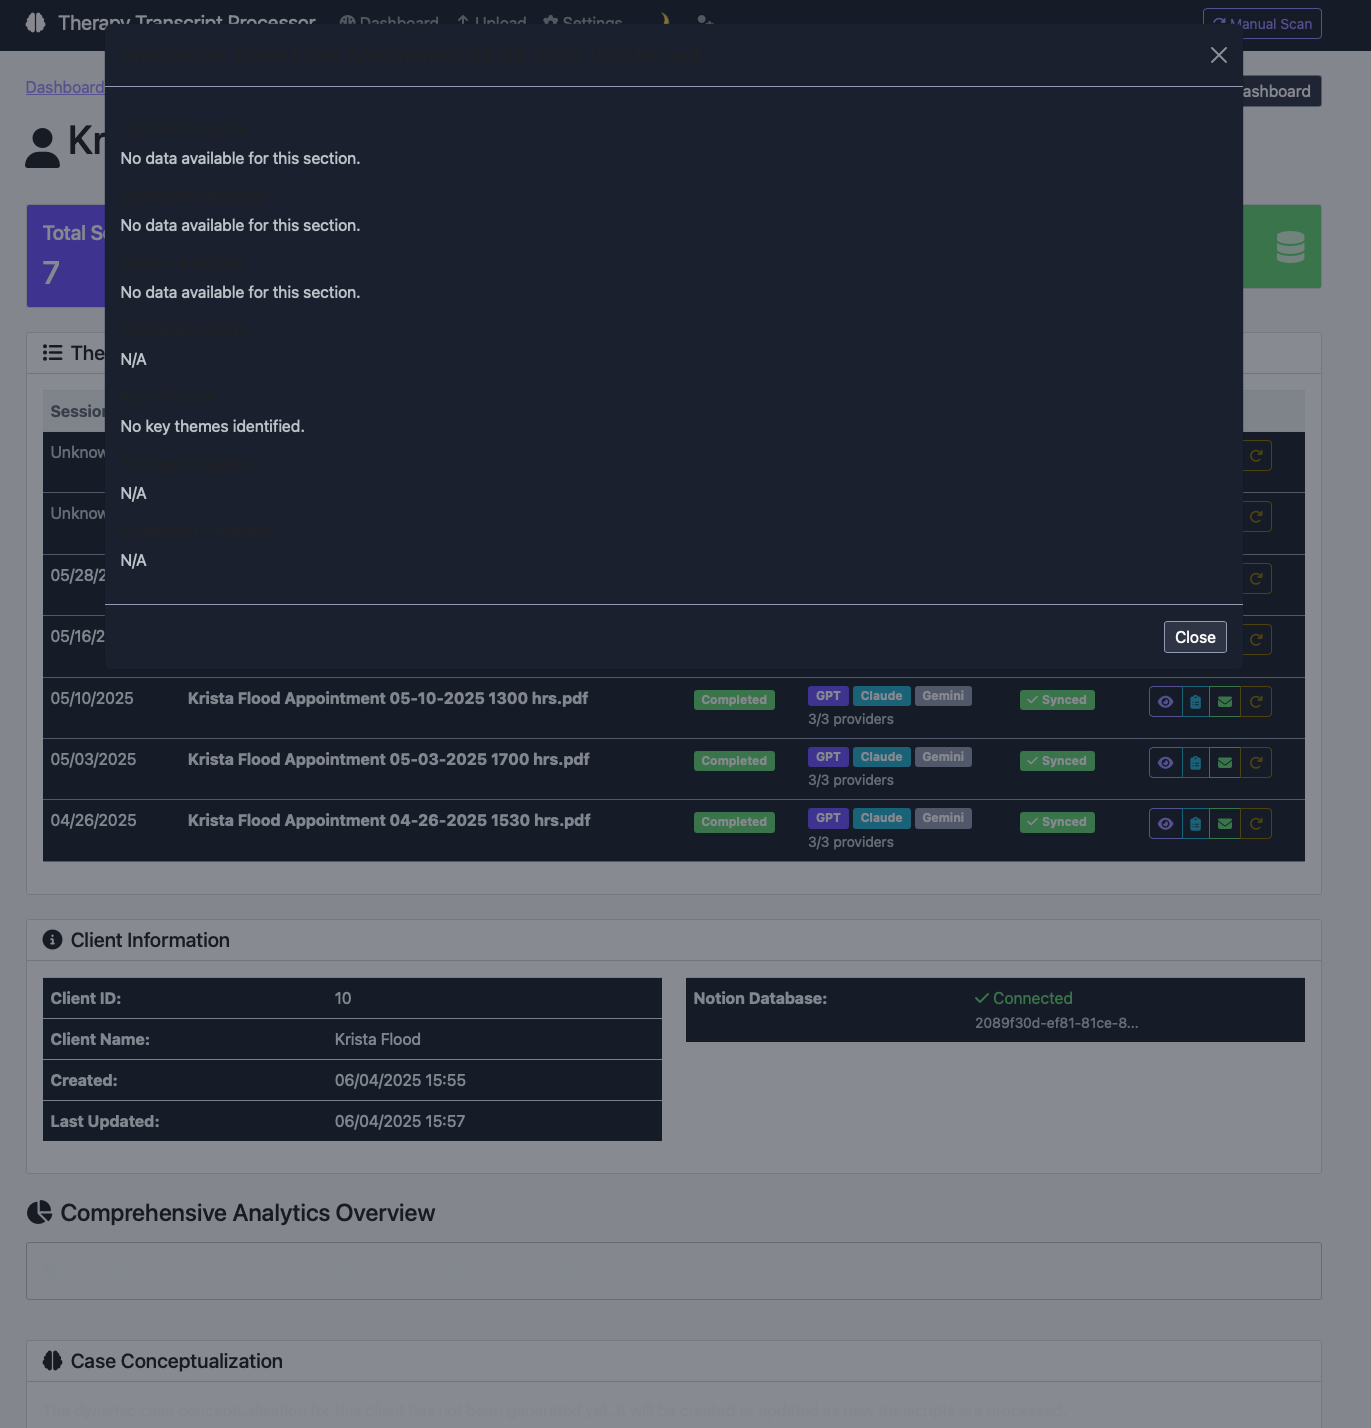 Therapy Transcript Processor Dashboard Upload Settings Manual Scan
Dashboard
ashboard
Kr
No data available for this section.
No data available for this section.
No data available for this section.
N/A
No key themes identified.
N/A
N/A
Close
Total Se
7
The
Session
Unknow
Unknow
05/28/2
05/16/2
05/10/2025 Krista Flood Appointment 05-10-2025 1300 hrs.pdf Completed GPT Claude Gemini Synced
3/3 providers
05/03/2025 Krista Flood Appointment 05-03-2025 1700 hrs.pdf Completed GPT Claude Gemini Synced
3/3 providers
04/26/2025 Krista Flood Appointment 04-26-2025 1530 hrs.pdf Completed GPT Claude Gemini Synced
3/3 providers
Client Information
Client ID: 10
Client Name: Krista Flood
Created: 06/04/2025 15:55
Last Updated: 06/04/2025 15:57
Notion Database: Connected
2089f30d-ef81-81ce-8...
Comprehensive Analytics Overview
Case Conceptualization